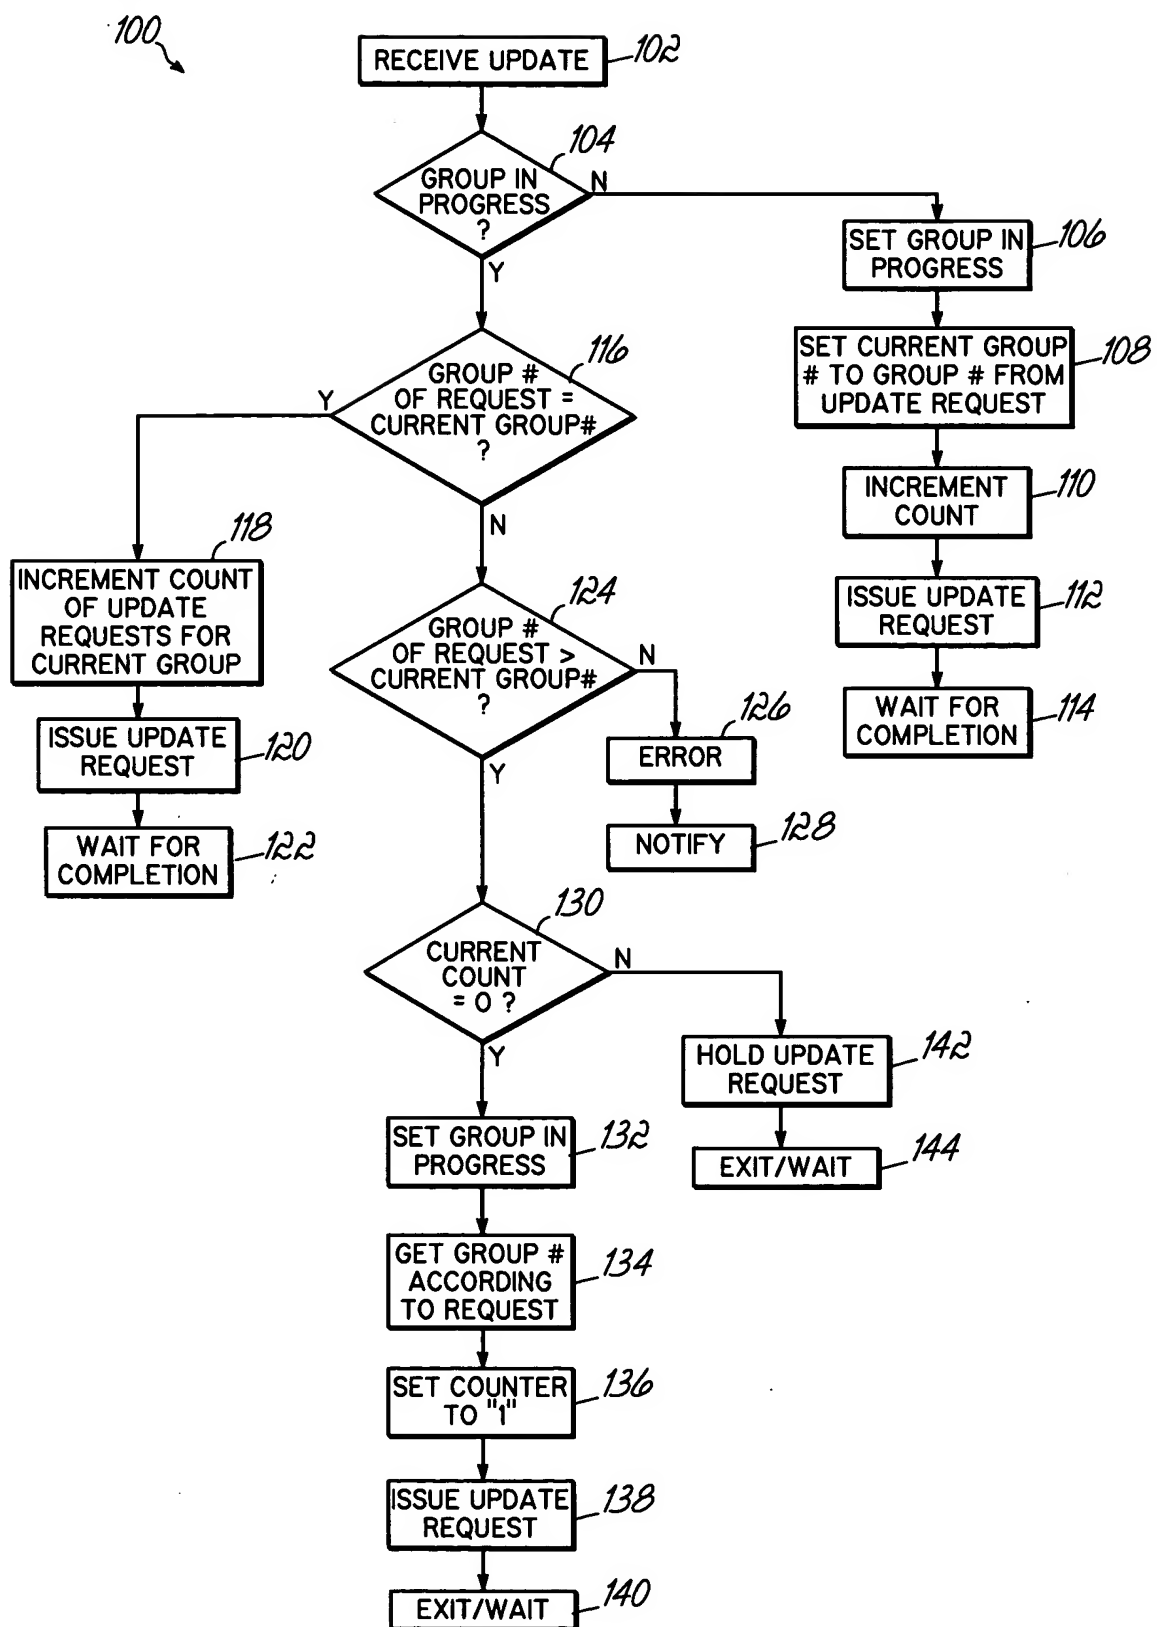 100
RECEIVE UPDATE
102
104
GROUP IN
PROGRESS
?
N
Y
SET GROUP IN
PROGRESS
106
SET CURRENT GROUP
# TO GROUP # FROM
UPDATE REQUEST
108
INCREMENT
COUNT
110
ISSUE UPDATE
REQUEST
112
WAIT FOR
COMPLETION
114
116
GROUP #
OF REQUEST =
CURRENT GROUP#
?
Y
N
118
INCREMENT COUNT
OF UPDATE
REQUESTS FOR
CURRENT GROUP
ISSUE UPDATE
REQUEST
120
WAIT FOR
COMPLETION
122
124
GROUP #
OF REQUEST >
CURRENT GROUP#
?
N
Y
126
ERROR
NOTIFY
128
130
CURRENT
COUNT
= 0 ?
N
Y
HOLD UPDATE
REQUEST
142
EXIT/WAIT
144
SET GROUP IN
PROGRESS
132
GET GROUP #
ACCORDING
TO REQUEST
134
SET COUNTER
TO "1"
136
ISSUE UPDATE
REQUEST
138
EXIT/WAIT
140